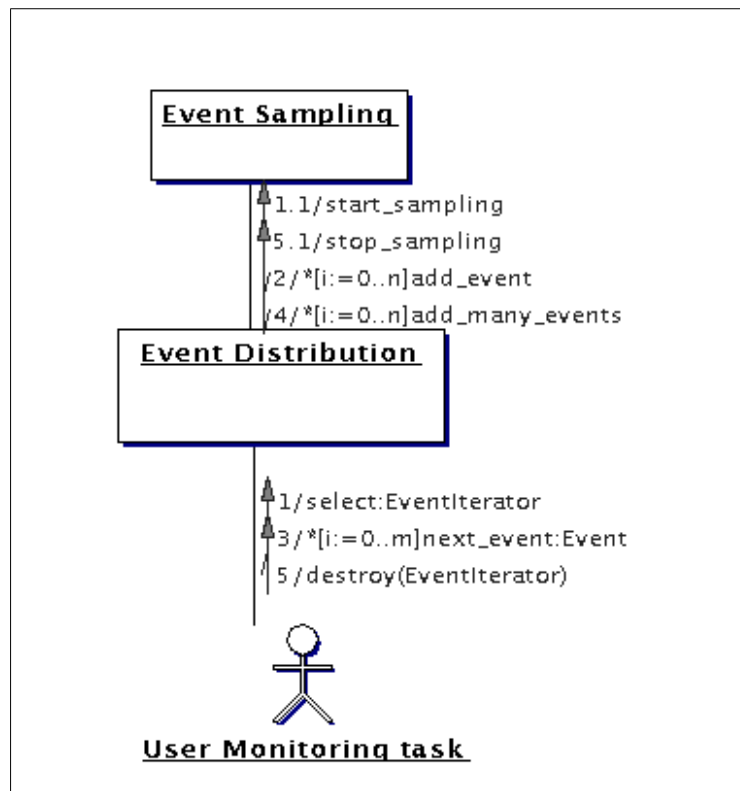 Event Sampling
1.1/start_sampling
5.1/stop_sampling
/2/*[i:=0..n]add_event
/4/*[i:=0..n]add_many_events
Event Distribution
1/select:EventIterator
3/*[i:=0..m]next_event:Event
5/destroy(EventIterator)
User Monitoring task